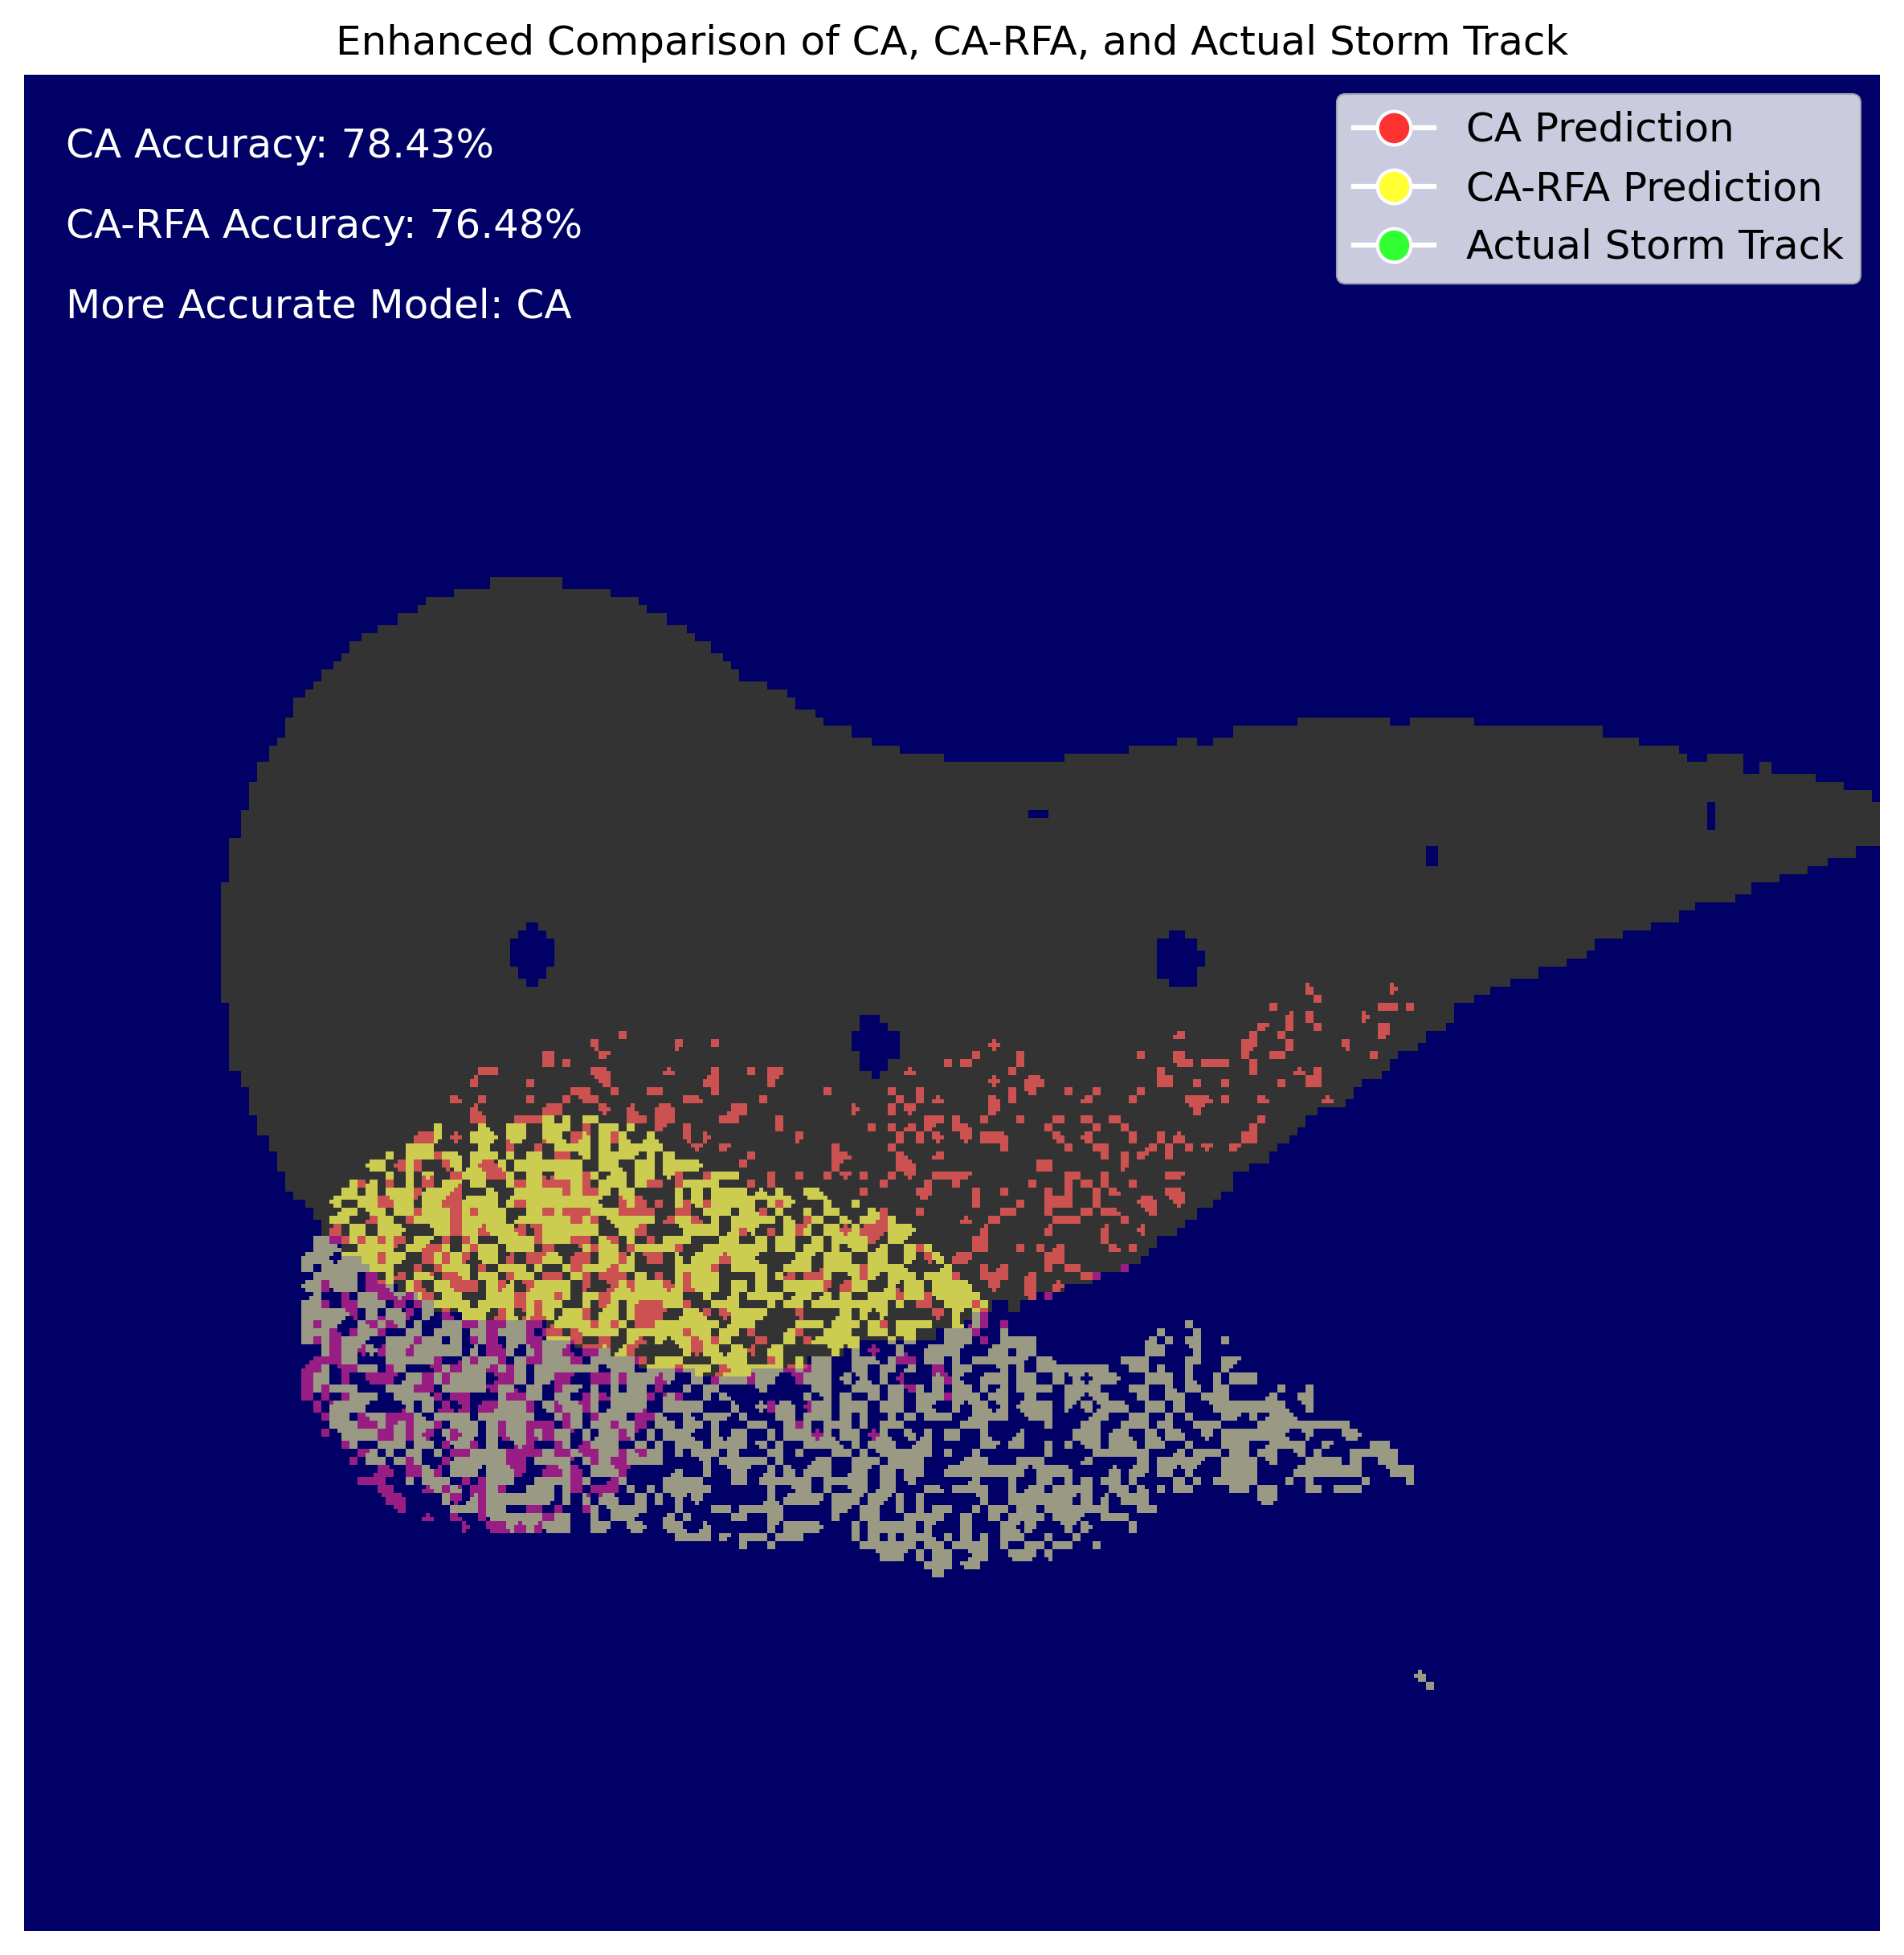 Enhanced Comparison of CA, CA-RFA, and Actual Storm Track
CA Accuracy: 78.43%
CA-RFA Accuracy: 76.48%
More Accurate Model: CA
CA Prediction
CA-RFA Prediction
Actual Storm Track